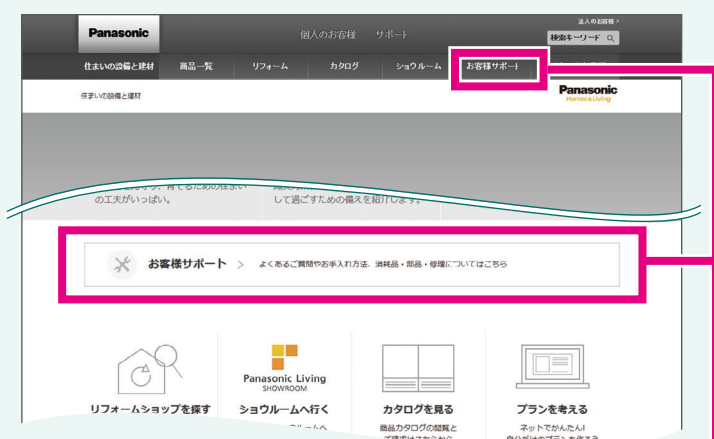 法人のお客様 >
Panasonic
個人のお客様 サポート
検索キーワード
住まいの設備と建材 商品一覧 リフォーム カタログ ショウルーム お客様サポート
住まいの設備と建材
Panasonic
Homes & Living
育てるための住まい
の工夫がいっぱい。
して過ごすための備えを紹介します。
お客様サポート > よくあるご質問やお手入れ方法、消耗品・部品・修理についてはこちら
Panasonic Living
SHOWROOM
リフォームショップを探す ショウルームへ行く カタログを見る プランを考える
商品カタログの閲覧と
ネットでかんたん!